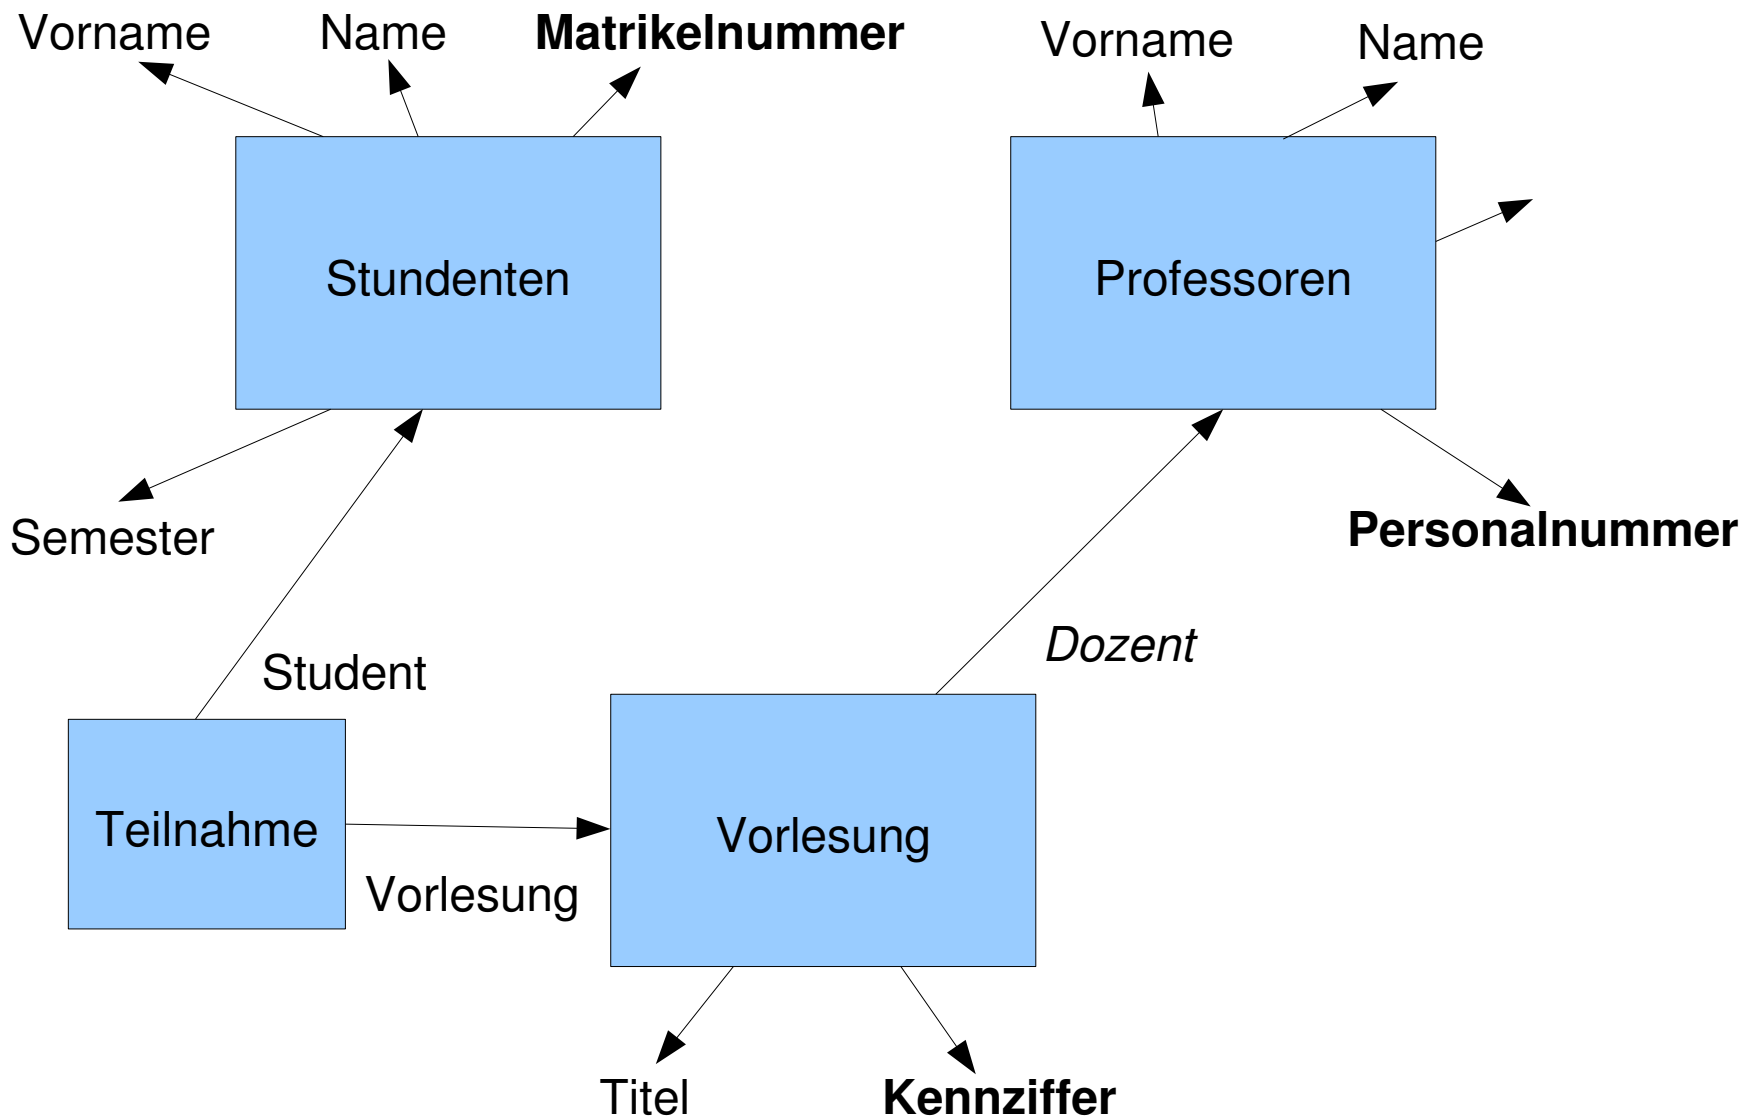 Vorname
Name
Matrikelnummer
Vorname
Name
Stundenten
Professoren
Semester
Personalnummer
Student
Dozent
Teilnahme
Vorlesung
Vorlesung
Titel
Kennziffer